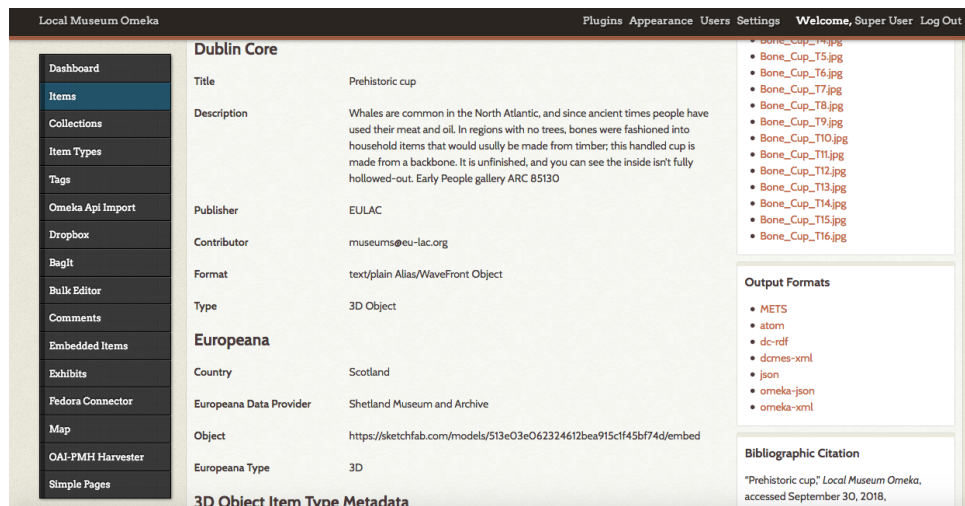 Local Museum Omeka
Plugins Appearance Users Settings Welcome, Super User Log Out
Dashboard
Items
Collections
Item Types
Tags
Omeka Api Import
Dropbox
BagIt
Bulk Editor
Comments
Embedded Items
Exhibits
Fedora Connector
Map
OAI-PMH Harvester
Simple Pages
Dublin Core
Title
Prehistoric cup
Description
Whales are common in the North Atlantic, and since ancient times people have
used their meat and oil. In regions with no trees, bones were fashioned into
household items that would usully be made from timber; this handled cup is
made from a backbone. It is unfinished, and you can see the inside isn't fully
hollowed-out. Early People gallery ARC 85130
Publisher
EULAC
Contributor
museums@eu-lac.org
Format
text/plain Alias/WaveFront Object
Type
3D Object
Europeana
Country
Scotland
Europeana Data Provider
Shetland Museum and Archive
Object
https://sketchfab.com/models/513e03e062324612bea915c1f45bf74d/embed
Europeana Type
3D
3D Object Item Type Metadata
Bone_Cup_T4.jpg
Bone_Cup_T5.jpg
Bone_Cup_T6.jpg
Bone_Cup_T7.jpg
Bone_Cup_T8.jpg
Bone_Cup_T9.jpg
Bone_Cup_T10.jpg
Bone_Cup_T11.jpg
Bone_Cup_T12.jpg
Bone_Cup_T13.jpg
Bone_Cup_T14.jpg
Bone_Cup_T15.jpg
Bone_Cup_T16.jpg
Output Formats
METS
atom
dc-rdf
dcmes-xml
json
omeka-json
omeka-xml
Bibliographic Citation
"Prehistoric cup," Local Museum Omeka,
accessed September 30, 2018,